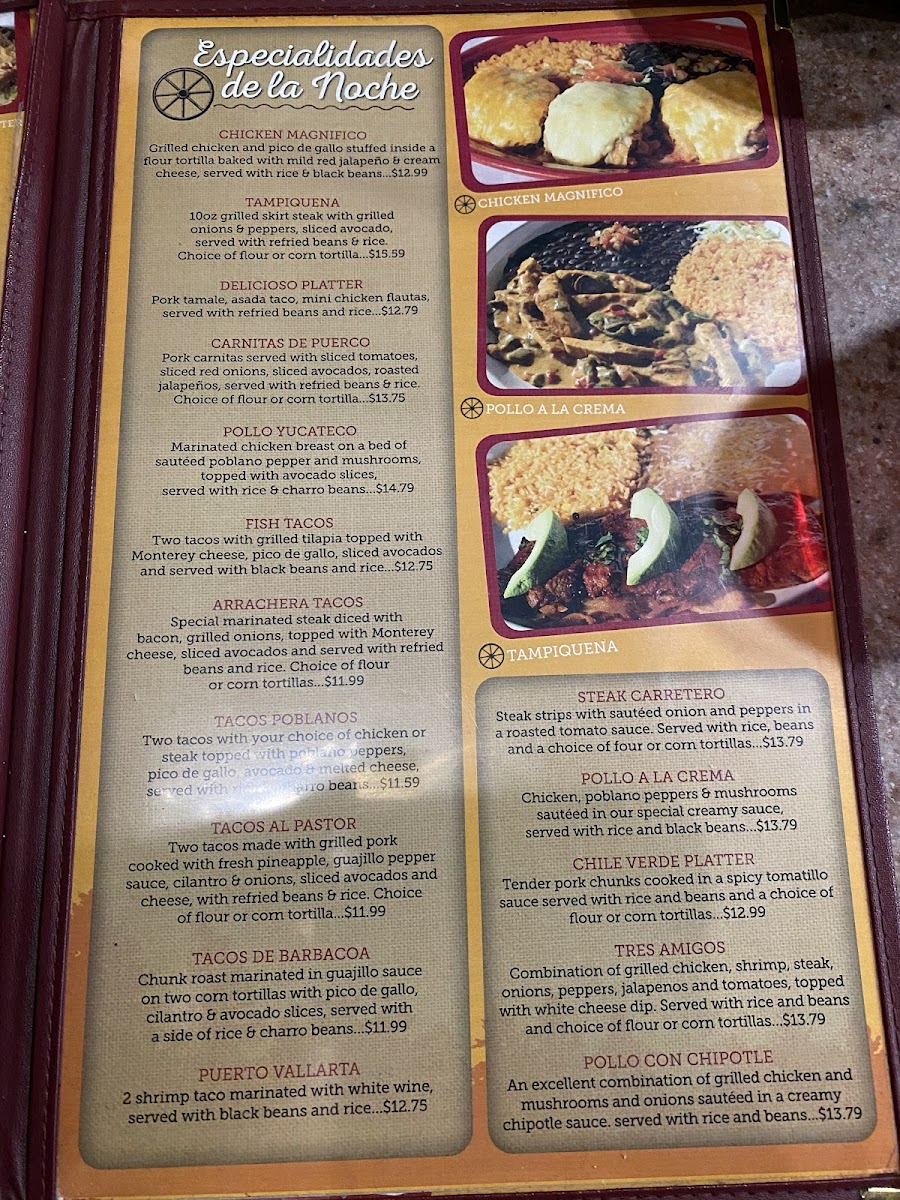 Especialidades
de la Noche
CHICKEN MAGNIFICO
Grilled chicken and pico de gallo stuffed inside a
flour tortilla baked with mild red jalapeño & cream
cheese, served with rice & black beans...$12.99
TAMPIQUENA
10oz grilled skirt steak with grilled
onions & peppers, sliced avocado,
served with refried beans & rice.
Choice of flour or corn tortilla...$15.59
DELICIOSO PLATTER
Pork tamale, asada taco, mini chicken flautas,
served with refried beans and rice...$12.79
CARNITAS DE PUERCO
Pork carnitas served with sliced tomatoes,
sliced red onions, sliced avocados, roasted
jalapeños, served with refried beans & rice.
Choice of flour or corn tortilla...$13.75
POLLO YUCATECO
Marinated chicken breast on a bed of
sautéed poblano pepper and mushrooms,
topped with avocado slices,
served with rice & charro beans...$14.79
FISH TACOS
Two tacos with grilled tilapia topped with
Monterey cheese, pico de gallo, sliced avocados
and served with black beans and rice...$12.75
ARRACHERA TACOS
Special marinated steak diced with
bacon, grilled onions, topped with Monterey
cheese, sliced avocados and served with refried
beans and rice. Choice of flour
or corn tortillas...$11.99
TACOS POBLANOS
Two tacos with your choice of chicken or
steak topped with poblano peppers,
pico de gallo, avocado & melted cheese,
served with rice & charro beans...$11.59
TACOS AL PASTOR
Two tacos made with grilled pork
cooked with fresh pineapple, guajillo pepper
sauce, cilantro & onions, sliced avocados and
cheese, with refried beans & rice. Choice
of flour or corn tortilla...$11.99
TACOS DE BARBACOA
Chunk roast marinated in guajillo sauce
on two corn tortillas with pico de gallo,
cilantro & avocado slices, served with
a side of rice & charro beans...$11.99
PUERTO VALLARTA
2 shrimp taco marinated with white wine,
served with black beans and rice...$12.75
CHICKEN MAGNIFICO
POLLO A LA CREMA
TAMPIQUENA
STEAK CARRETERO
Steak strips with sautéed onion and peppers in
a roasted tomato sauce. Served with rice, beans
and a choice of four or corn tortillas...$13.79
POLLO A LA CREMA
Chicken, poblano peppers & mushrooms
sautéed in our special creamy sauce,
served with rice and black beans...$13.79
CHILE VERDE PLATTER
Tender pork chunks cooked in a spicy tomatillo
sauce served with rice and beans and a choice of
flour or corn tortillas...$12.99
TRES AMIGOS
Combination of grilled chicken, shrimp, steak,
onions, peppers, jalapenos and tomatoes, topped
with white cheese dip. Served with rice and beans
and choice of flour or corn tortillas...$13.79
POLLO CON CHIPOTLE
An excellent combination of grilled chicken and
mushrooms and onions sautéed in a creamy
chipotle sauce. served with rice and beans...$13.79